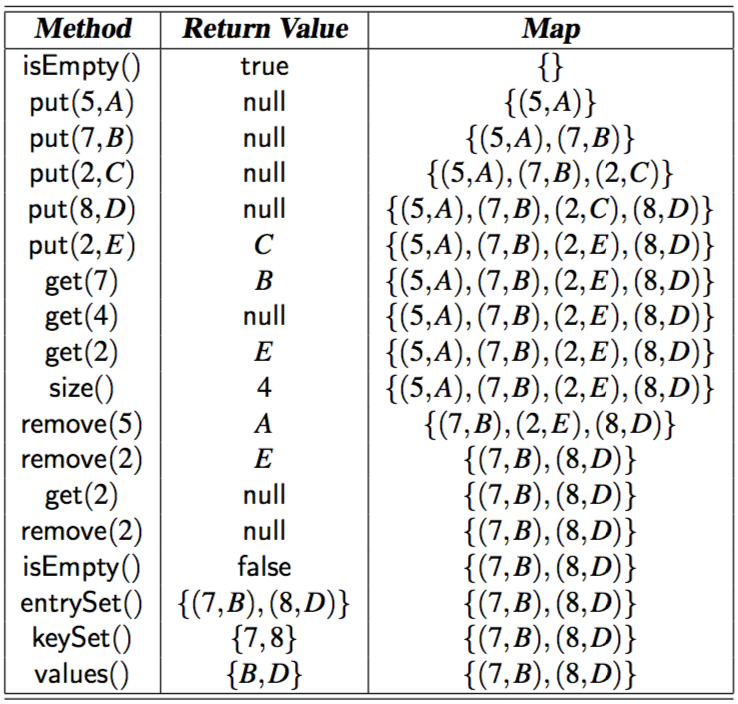 Method Return Value Map
isEmpty() true {}
put(5,A) null {(5,A)}
put(7,B) null {(5,A),(7,B)}
put(2,C) null {(5,A),(7,B),(2,C)}
put(8,D) null {(5,A),(7,B),(2,C),(8,D)}
put(2,E) C {(5,A),(7,B),(2,E),(8,D)}
get(7) B {(5,A),(7,B),(2,E),(8,D)}
get(4) null {(5,A),(7,B),(2,E),(8,D)}
get(2) E {(5,A),(7,B),(2,E),(8,D)}
size() 4 {(5,A),(7,B),(2,E),(8,D)}
remove(5) A {(7,B),(2,E),(8,D)}
remove(2) E {(7,B),(8,D)}
get(2) null {(7,B),(8,D)}
remove(2) null {(7,B),(8,D)}
isEmpty() false {(7,B),(8,D)}
entrySet() {(7,B),(8,D)} {(7,B),(8,D)}
keySet() {7,8} {(7,B),(8,D)}
values() {B,D} {(7,B),(8,D)}